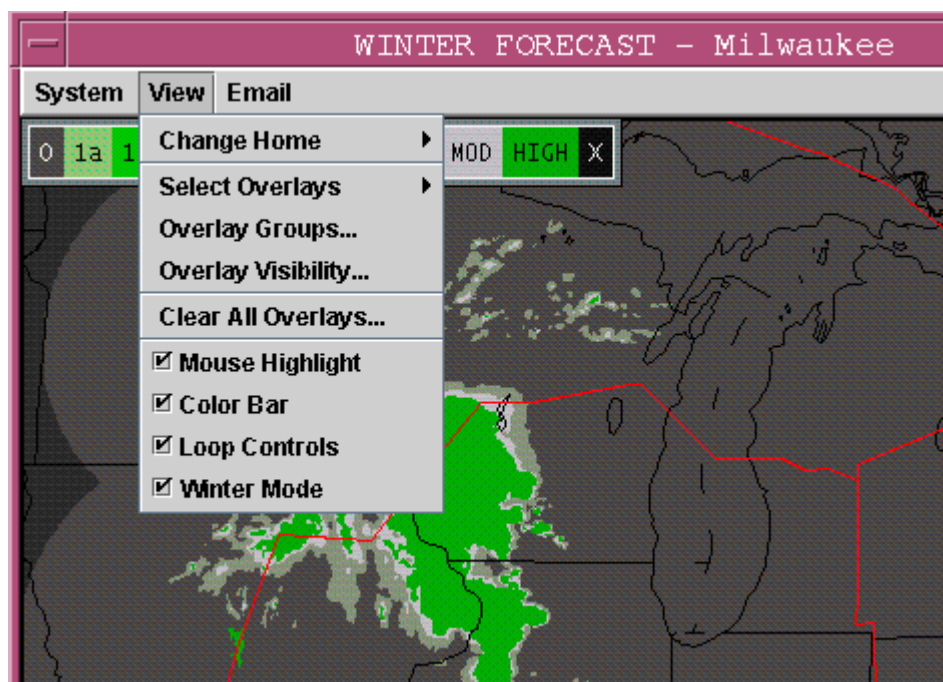 WINTER FORECAST - Milwaukee
System View Email
0 1a 1 MOD HIGH X
Change Home
Select Overlays
Overlay Groups...
Overlay Visibility...
Clear All Overlays...
Mouse Highlight
Color Bar
Loop Controls
Winter Mode